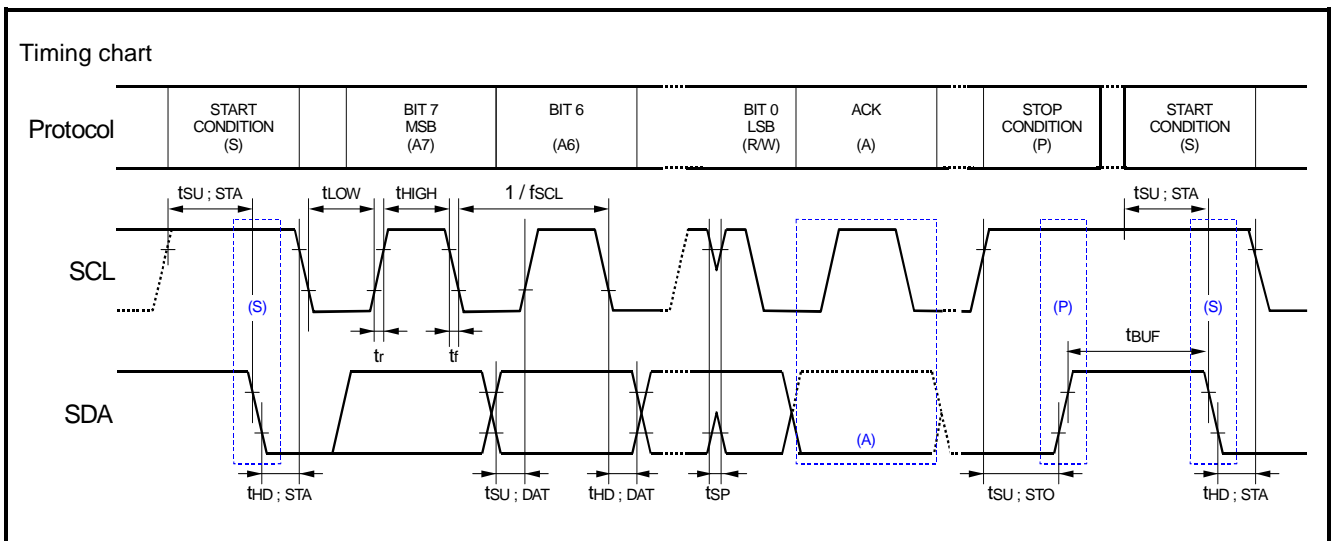 Timing chart
Protocol
START
CONDITION
(S)
BIT 7
MSB
(A7)
BIT 6
(A6)
BIT 0
LSB
(R/W)
ACK
(A)
STOP
CONDITION
(P)
START
CONDITION
(S)
tSU ; STA
tLOW
tHIGH
1 / fSCL
tSU ; STA
SCL
(S)
(P)
(S)
tr
tf
tBUF
SDA
(A)
tHD ; STA
tSU ; DAT
tHD ; DAT
tSP
tSU ; STO
tHD ; STA